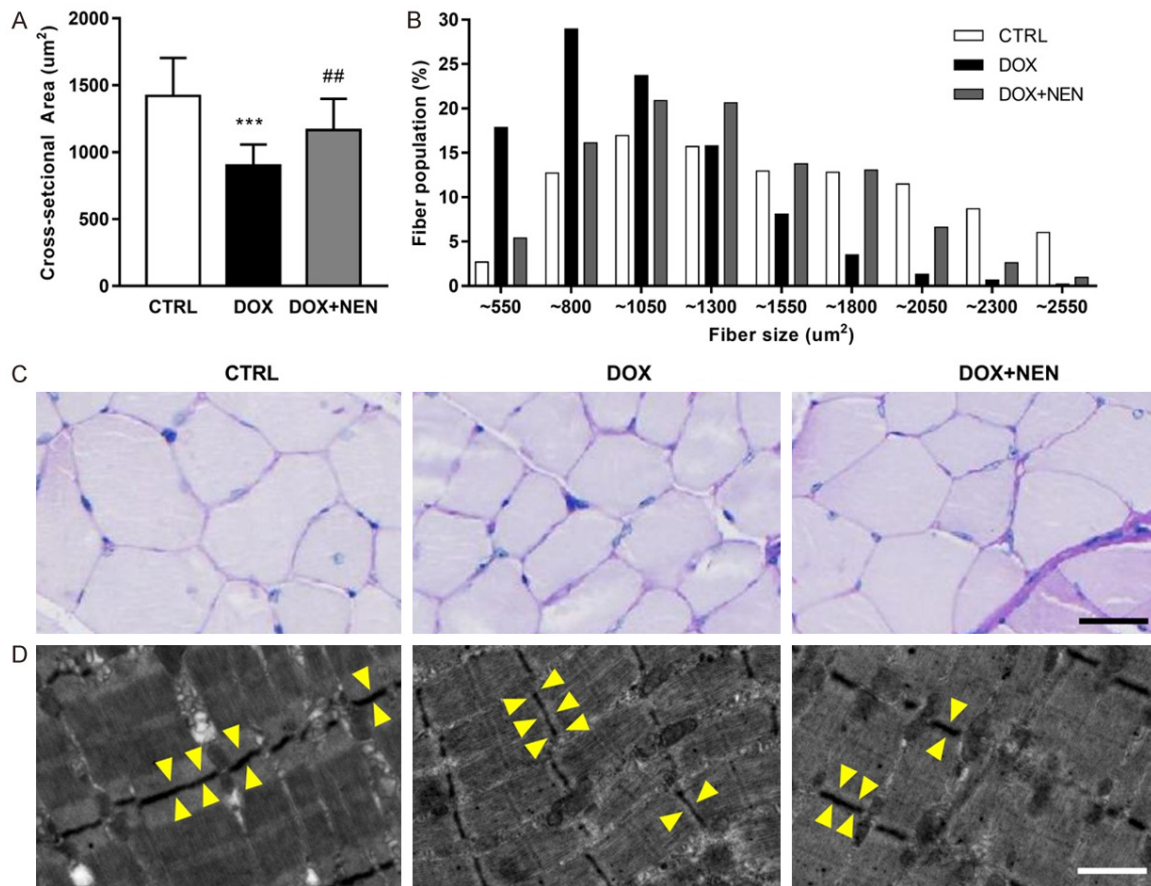 A
Cross-setcional Area (um²)
2000
1500
1000
500
0
***
##
CTRL DOX DOX+NEN
B
Fiber population (%)
30
25
20
15
10
5
0
CTRL
DOX
DOX+NEN
~550 ~800 ~1050 ~1300 ~1550 ~1800 ~2050 ~2300 ~2550
Fiber size (um²)
C
CTRL DOX DOX+NEN
D